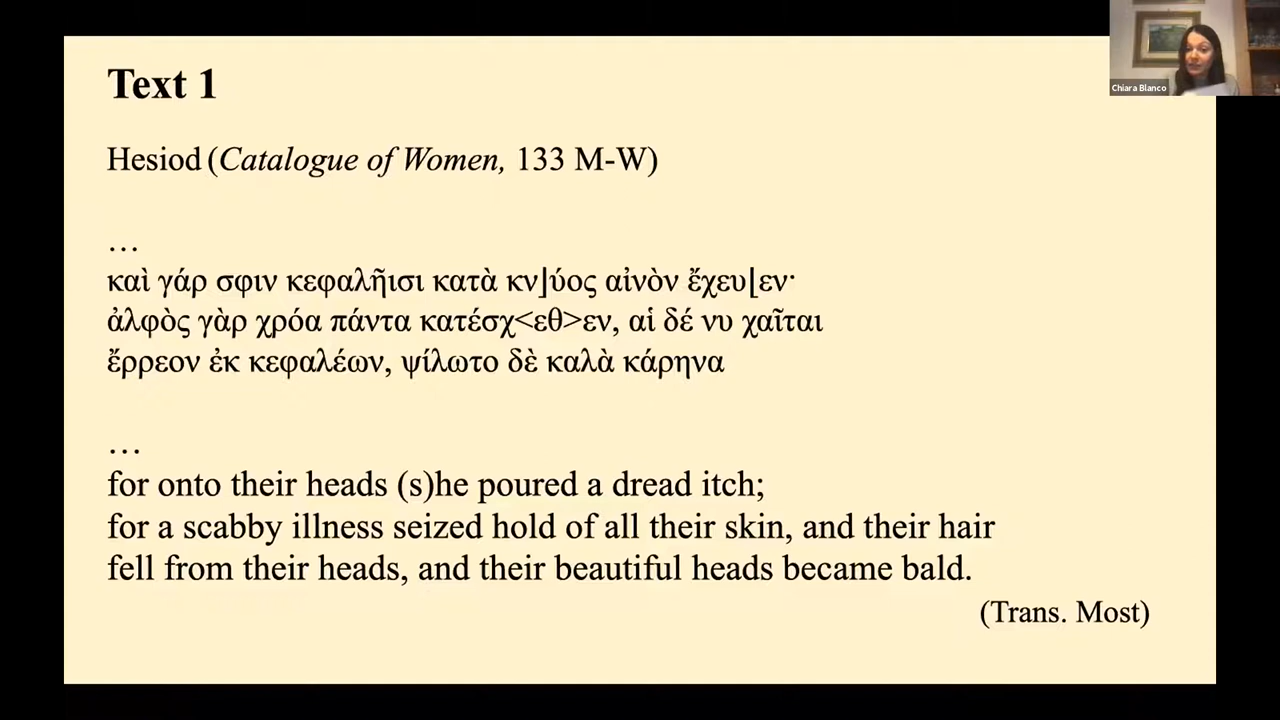 Text 1
Chiara Blanco
Hesiod (Catalogue of Women, 133 M-W)
…
καὶ γάρ σφιν κεφαλῆισι κατὰ κν⌋ύος αἰνὸν ἔχευ⌊εν·
ἀλφὸς γὰρ χρόα πάντα κατέσχ<εθ>εν, αἱ δέ νυ χαῖται
ἔρρεον ἐκ κεφαλέων, ψίλωτο δὲ καλὰ κάρηνα
…
for onto their heads (s)he poured a dread itch;
for a scabby illness seized hold of all their skin, and their hair
fell from their heads, and their beautiful heads became bald.
(Trans. Most)